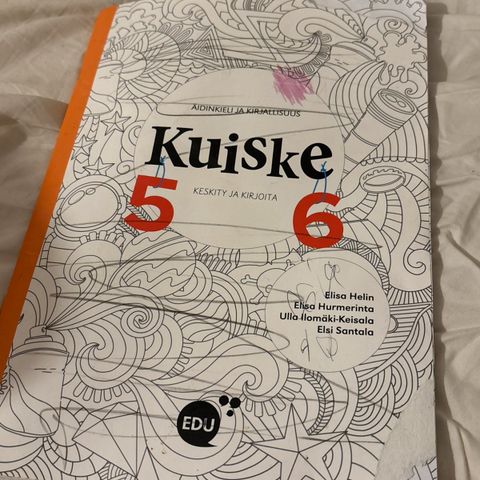 ÄIDINKIELI JA KIRJALLISUUS
Kuiske
KESKITY JA KIRJOITA
5 6
Elisa Helin
Elisa Hurmerinta
Ulla Ilomäki-Keisala
Elsi Santala
EDU